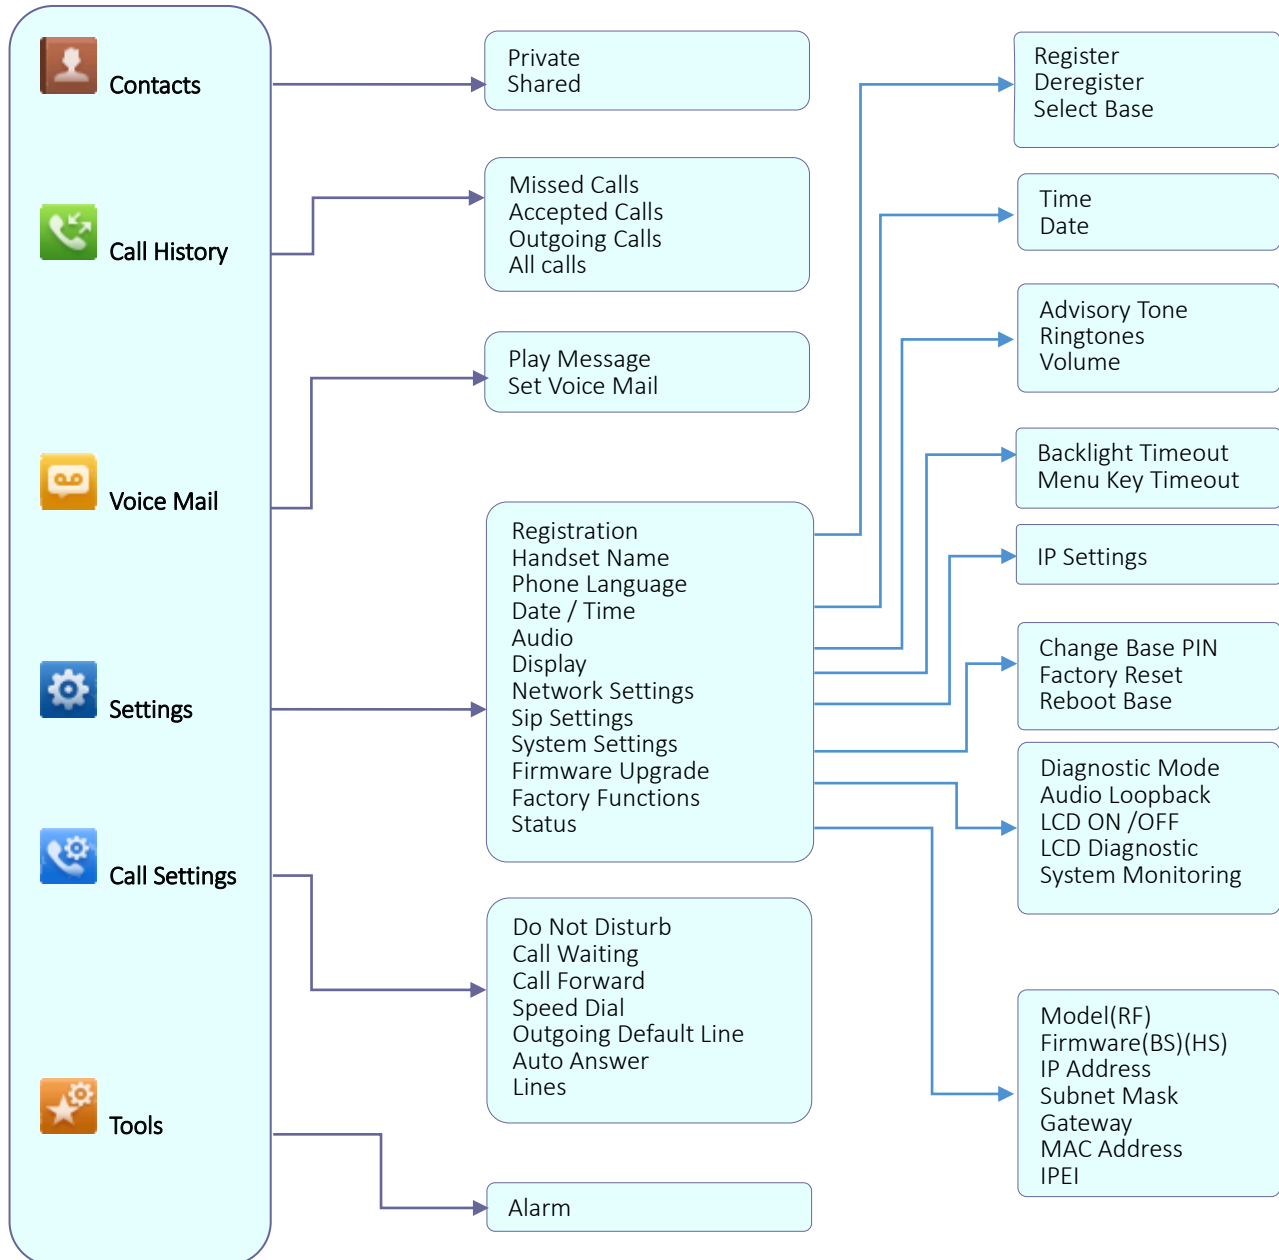 Contacts
Call History
Voice Mail
Settings
Call Settings
Tools
Private
Shared
Missed Calls
Accepted Calls
Outgoing Calls
All calls
Play Message
Set Voice Mail
Registration
Handset Name
Phone Language
Date / Time
Audio
Display
Network Settings
Sip Settings
System Settings
Firmware Upgrade
Factory Functions
Status
Do Not Disturb
Call Waiting
Call Forward
Speed Dial
Outgoing Default Line
Auto Answer
Lines
Alarm
Register
Deregister
Select Base
Time
Date
Advisory Tone
Ringtones
Volume
Backlight Timeout
Menu Key Timeout
IP Settings
Change Base PIN
Factory Reset
Reboot Base
Diagnostic Mode
Audio Loopback
LCD ON /OFF
LCD Diagnostic
System Monitoring
Model(RF)
Firmware(BS)(HS)
IP Address
Subnet Mask
Gateway
MAC Address
IPEI